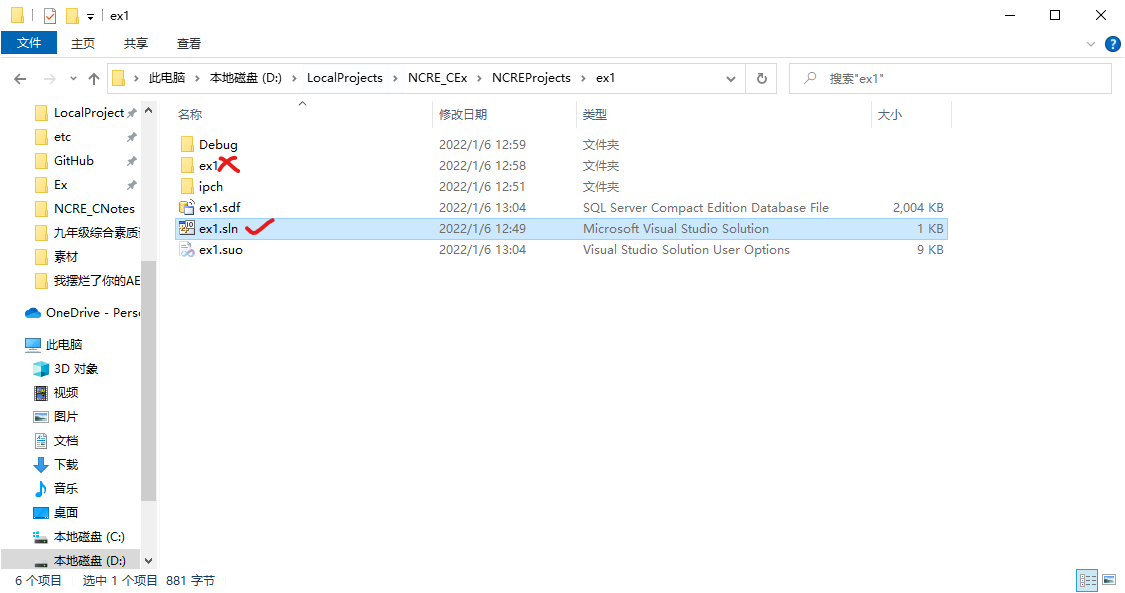 ex1
文件 主页 共享 查看
此电脑 本地磁盘 (D:) LocalProjects NCRE_CEx NCREProjects ex1
搜索"ex1"
LocalProject
etc
GitHub
Ex
NCRE_CNotes
九年级综合素质
素材
我摆烂了你的AE
OneDrive - Pers
此电脑
3D 对象
视频
图片
文档
下载
音乐
桌面
本地磁盘 (C:)
本地磁盘 (D:)
名称 修改日期 类型 大小
Debug 2022/1/6 12:59 文件夹
ex1 2022/1/6 12:58 文件夹
ipch 2022/1/6 12:51 文件夹
ex1.sdf 2022/1/6 13:04 SQL Server Compact Edition Database File 2,004 KB
ex1.sln 2022/1/6 12:49 Microsoft Visual Studio Solution 1 KB
ex1.suo 2022/1/6 13:04 Visual Studio Solution User Options 9 KB
6 个项目 选中 1 个项目 881 字节